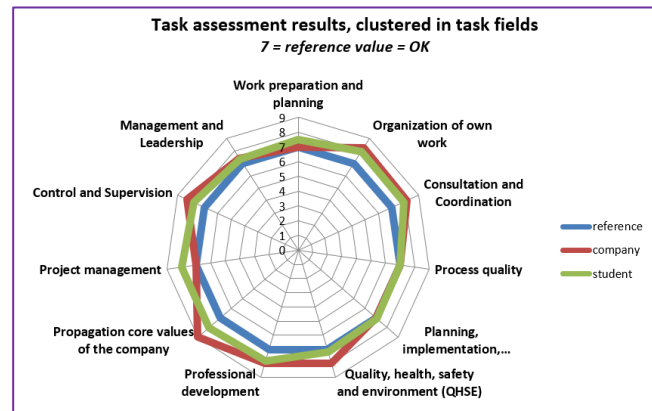 Task assessment results, clustered in task fields
7 = reference value = OK
Work preparation and
planning
Organization of own
work
Consultation and
Coordination
Process quality
Planning,
implementation,...
Quality, health, safety
and environment (QHSE)
Professional
development
Propagation core values
of the company
Project management
Control and Supervision
Management and
Leadership
9
8
7
6
5
4
3
2
1
0
reference
company
student